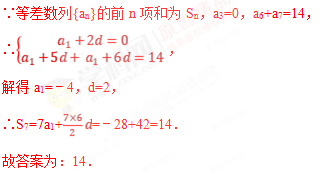 ∵等差数列{aₙ}的前n项和为Sₙ，a₃=0，a₆+a₇=14，
∴{a₁+2d=0
a₁+5d+a₁+6d=14，
解得a₁=﹣4，d=2，
∴S₇=7a₁+7×6/2d=﹣28+42=14．
故答案为：14．